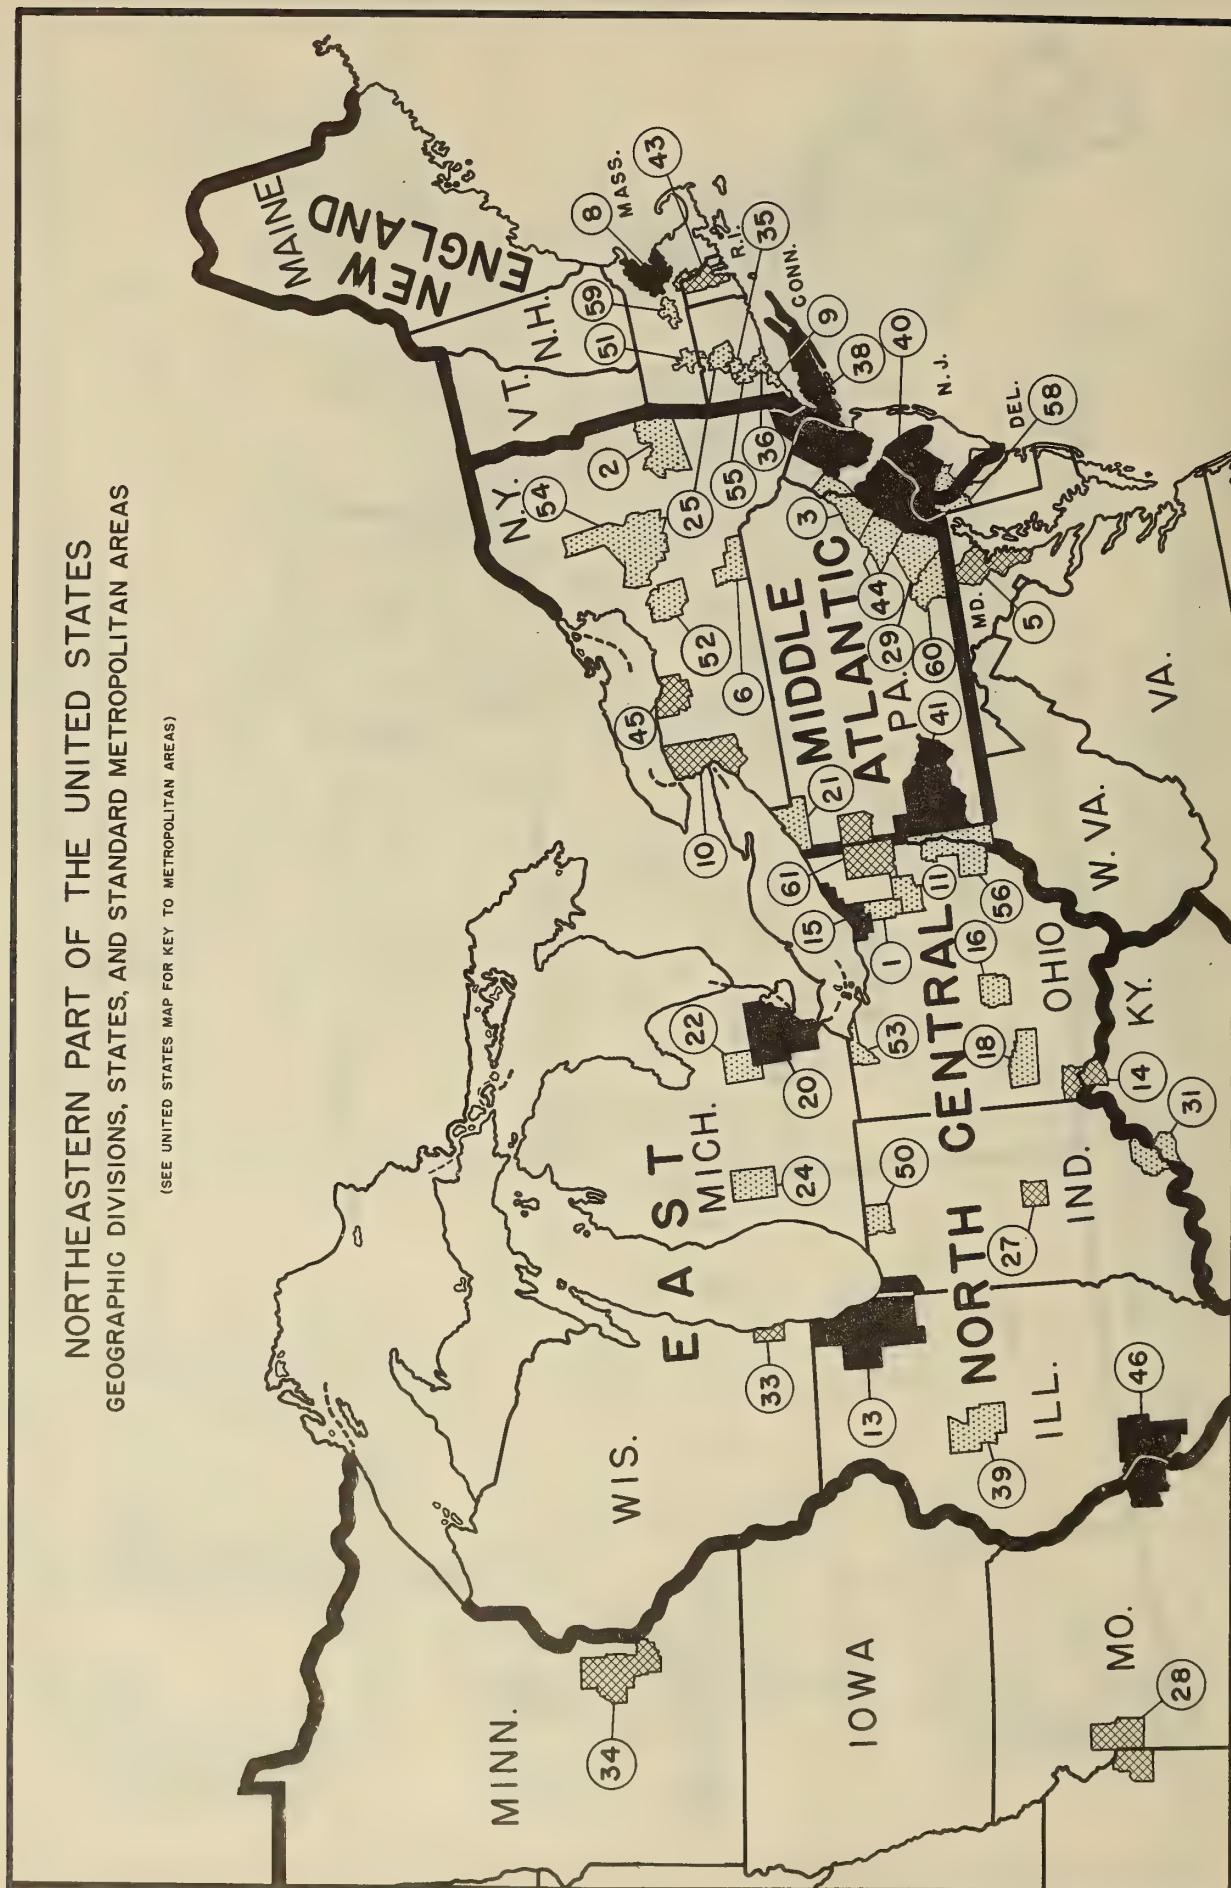 NORTHEASTERN PART OF THE UNITED STATES
GEOGRAPHIC DIVISIONS, STATES, AND STANDARD METROPOLITAN AREAS
(SEE UNITED STATES MAP FOR KEY TO METROPOLITAN AREAS)
MAINE
NEW
ENGLAND
N.H.
VT.
N.Y.
MASS.
R.I.
CONN.
N.J.
DEL.
MD.
VA.
W. VA.
PA.
MIDDLE
ATLANTIC
EAST
NORTH CENTRAL
MICH.
WIS.
OHIO
KY.
IND.
ILL.
MINN.
IOWA
MO.
8
43
59
51
35
9
38
40
58
2
54
25
55
36
3
44
29
60
5
52
6
45
10
21
41
61
15
1
11
56
16
22
20
53
18
14
31
24
50
27
33
13
39
46
34
28